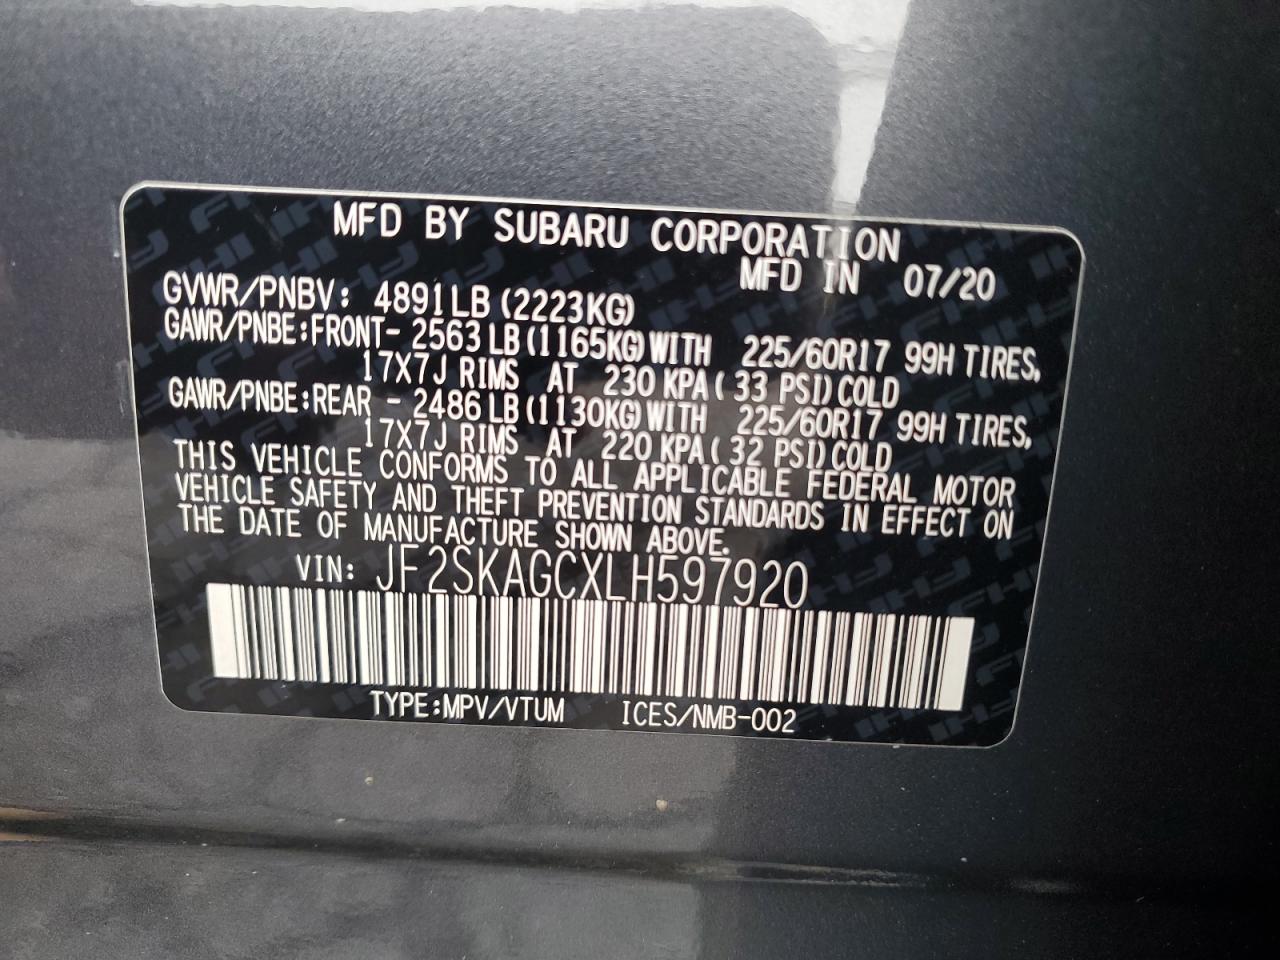 MFD BY SUBARU CORPORATION
MFD IN 07/20
GVWR/PNBV: 4891LB (2223KG)
GAWR/PNBE:FRONT- 2563 LB(1165KG)WITH 225/60R17 99H TIRES,
17X7J RIMS AT 230 KPA( 33 PSI)COLD
GAWR/PNBE:REAR - 2486 LB(1130KG)WITH 225/60R17 99H TIRES,
17X7J RIMS AT 220 KPA( 32 PSI)COLD
THIS VEHICLE CONFORMS TO ALL APPLICABLE FEDERAL MOTOR
VEHICLE SAFETY AND THEFT PREVENTION STANDARDS IN EFFECT ON
THE DATE OF MANUFACTURE SHOWN ABOVE.
VIN: JF2SKAGCXLH597920
TYPE:MPV/VTUM ICES/NMB-002